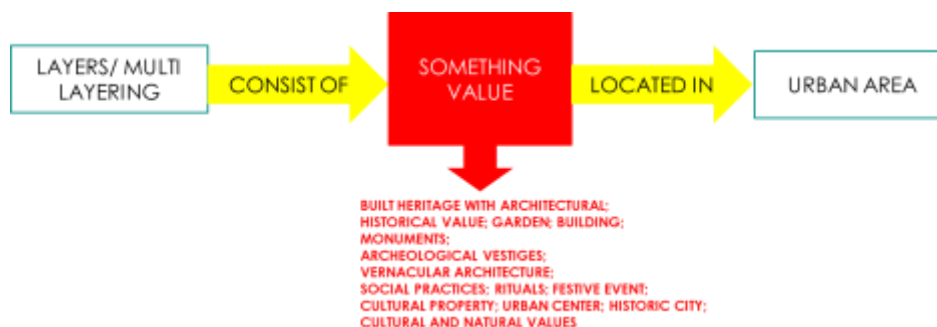 LAYERS/ MULTI
LAYERING
CONSIST OF
SOMETHING
VALUE
LOCATED IN
URBAN AREA
BUILT HERITAGE WITH ARCHITECTURAL;
HISTORICAL VALUE; GARDEN; BUILDING;
MONUMENTS;
ARCHEOLOGICAL VESTIGES;
VERNACULAR ARCHITECTURE;
SOCIAL PRACTICES; RITUALS; FESTIVE EVENT;
CULTURAL PROPERTY; URBAN CENTER; HISTORIC CITY;
CULTURAL AND NATURAL VALUES